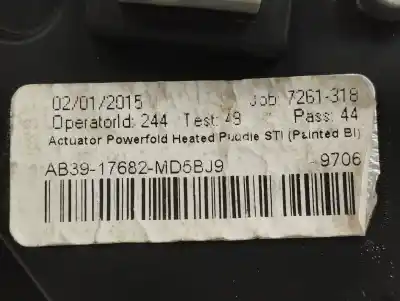 02/01/2015 7261-318
OperatorId: 244 Test: 49 Pass: 44
Actuator Powerfold Heated Puddle STI (Painted Bl)
AB39-17682-MD5BJ9 -9706